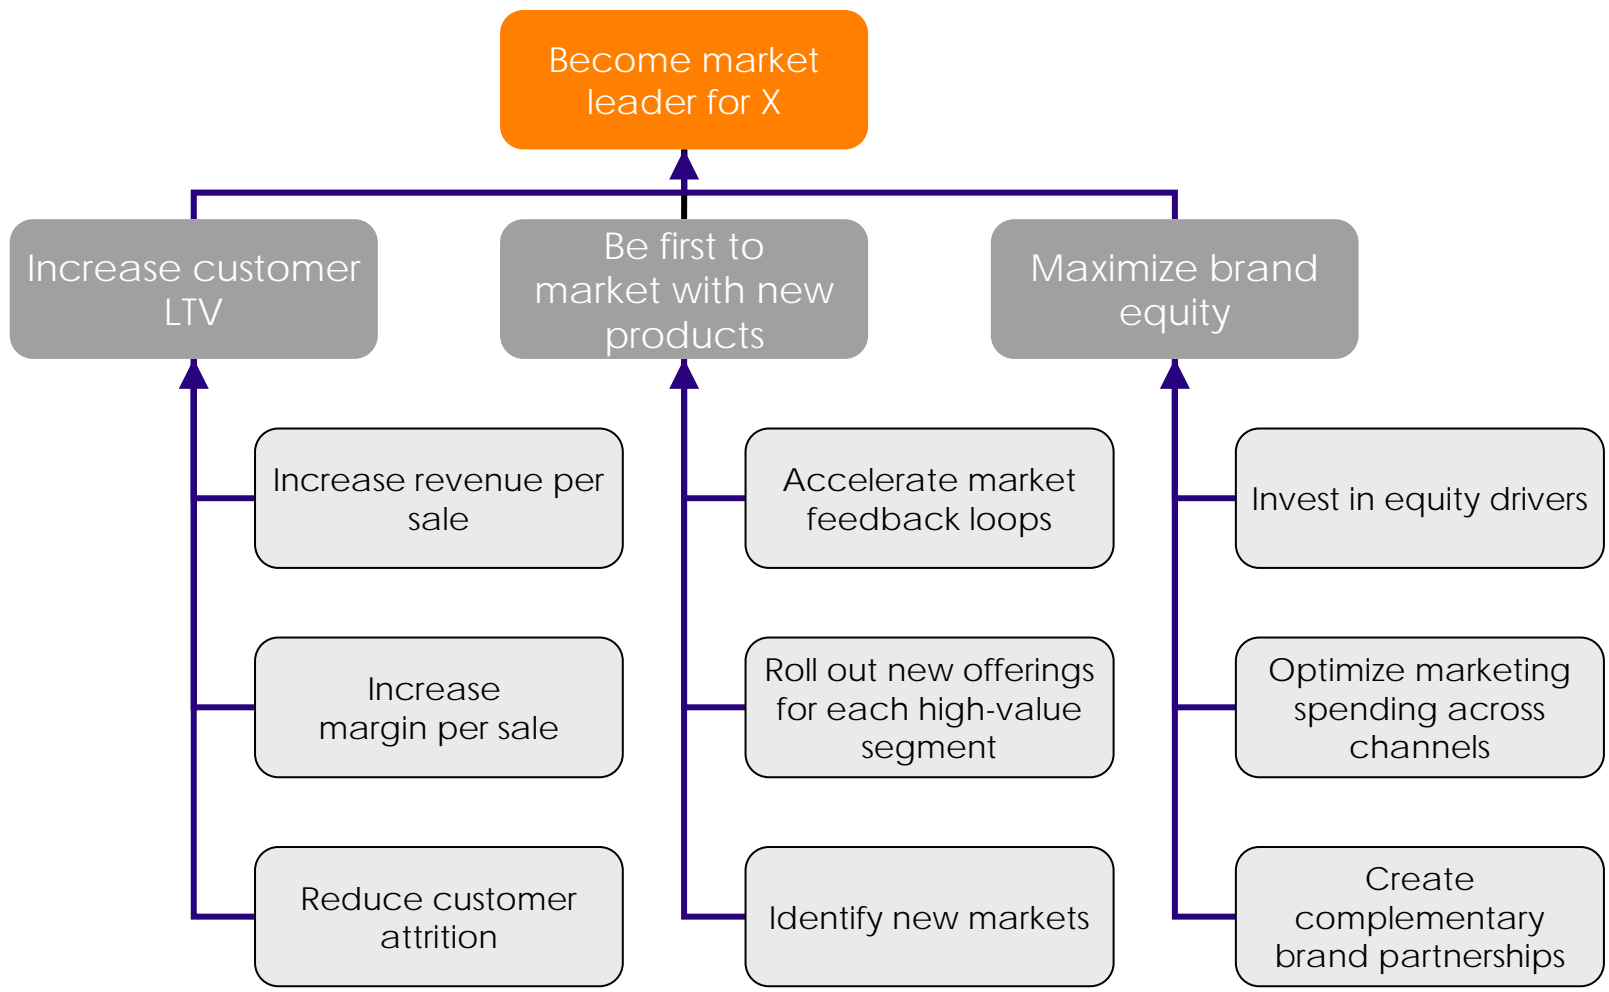 Become market
leader for X
Increase customer
LTV
Be first to
market with new
products
Maximize brand
equity
Increase revenue per
sale
Increase
margin per sale
Reduce customer
attrition
Accelerate market
feedback loops
Roll out new offerings
for each high-value
segment
Identify new markets
Invest in equity drivers
Optimize marketing
spending across
channels
Create
complementary
brand partnerships